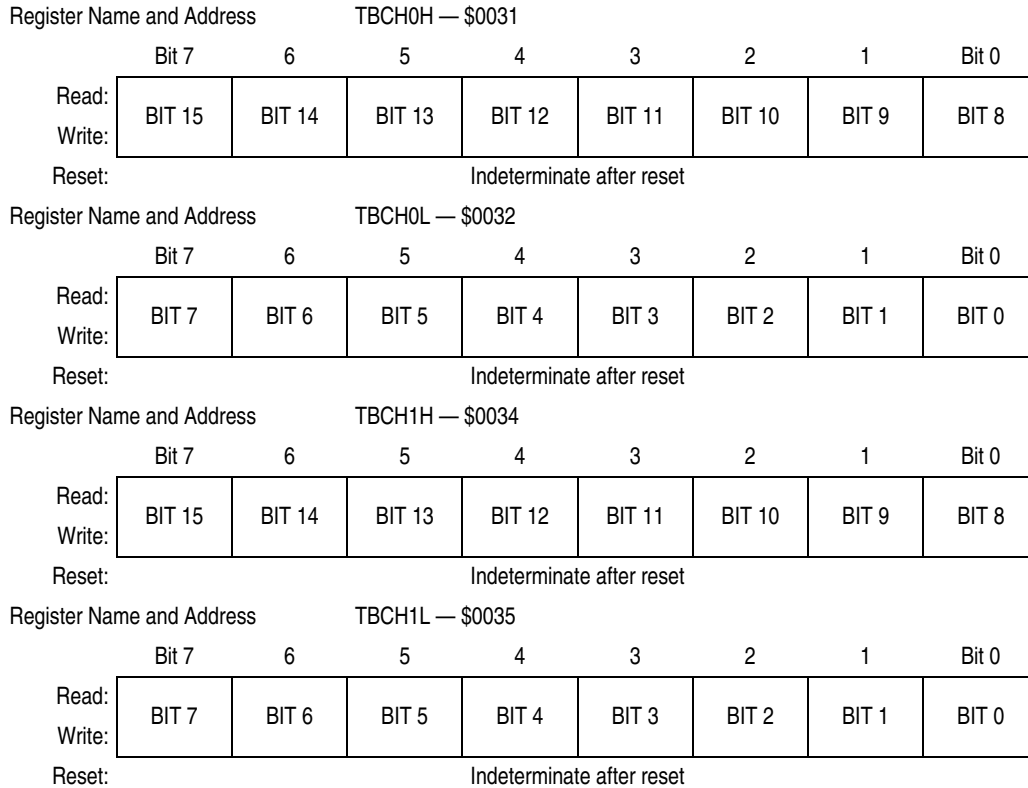 Register Name and Address TBCH0H — $0031
Bit 7 6 5 4 3 2 1 Bit 0
Read:
BIT 15 BIT 14 BIT 13 BIT 12 BIT 11 BIT 10 BIT 9 BIT 8
Write:
Reset: Indeterminate after reset
Register Name and Address TBCH0L — $0032
Bit 7 6 5 4 3 2 1 Bit 0
Read:
BIT 7 BIT 6 BIT 5 BIT 4 BIT 3 BIT 2 BIT 1 BIT 0
Write:
Reset: Indeterminate after reset
Register Name and Address TBCH1H — $0034
Bit 7 6 5 4 3 2 1 Bit 0
Read:
BIT 15 BIT 14 BIT 13 BIT 12 BIT 11 BIT 10 BIT 9 BIT 8
Write:
Reset: Indeterminate after reset
Register Name and Address TBCH1L — $0035
Bit 7 6 5 4 3 2 1 Bit 0
Read:
BIT 7 BIT 6 BIT 5 BIT 4 BIT 3 BIT 2 BIT 1 BIT 0
Write:
Reset: Indeterminate after reset